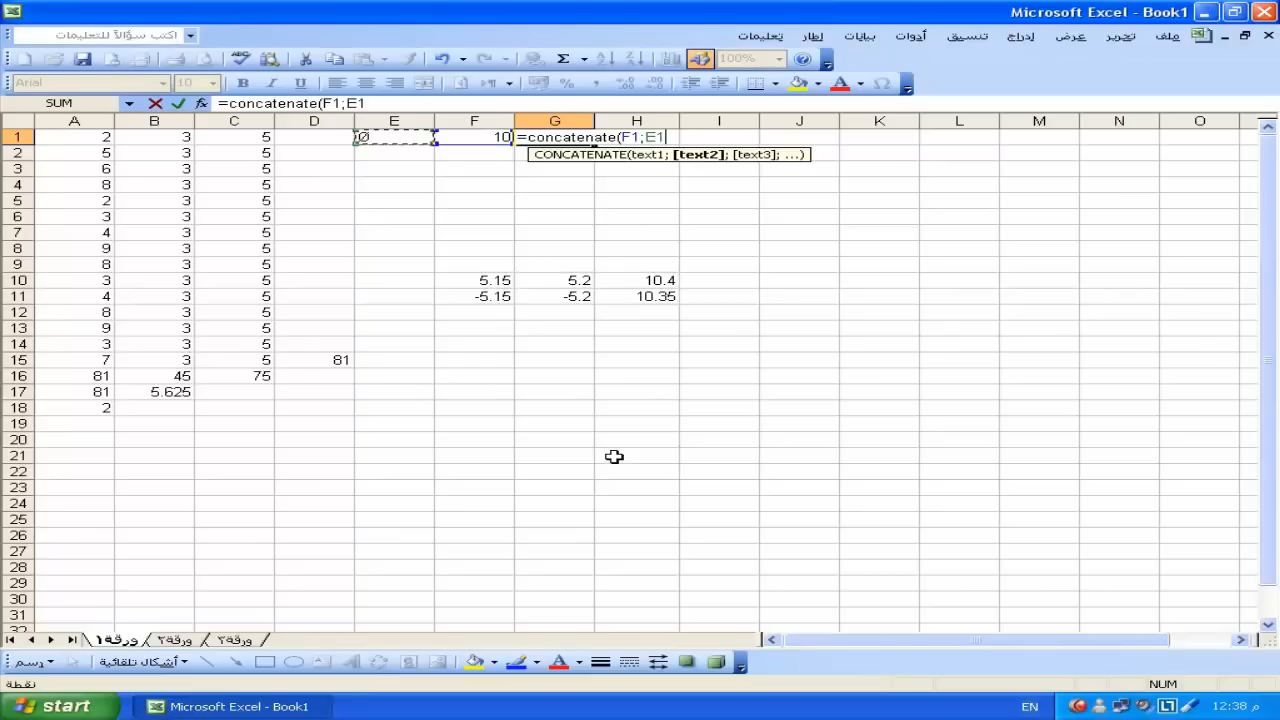 Microsoft Excel - Book1
ملف تحرير عرض إدراج تنسيق أدوات بيانات إطار تعليمات اكتب سؤالاً للتعليمات
100%
Arial 10 B I U
SUM =concatenate(F1;E1
A B C D E F G H I J K L M N O
1 2 3 5 Ø 10 =concatenate(F1;E1
2 5 3 5 CONCATENATE(text1; [text2]; [text3]; ...)
3 6 3 5
4 8 3 5
5 2 3 5
6 3 3 5
7 4 3 5
8 9 3 5
9 8 3 5
10 3 3 5 5.15 5.2 10.4
11 4 3 5 -5.15 -5.2 10.35
12 8 3 5
13 9 3 5
14 3 3 5
15 7 3 5 81
16 81 45 75
17 81 5.625
18 2
19
20
21
22
23
24
25
26
27
28
29
30
31
32
ورقة١ ورقة٢ ورقة٣
رسم أشكال تلقائية
نقطة NUM
start Microsoft Excel - Book1 EN 12:38 م